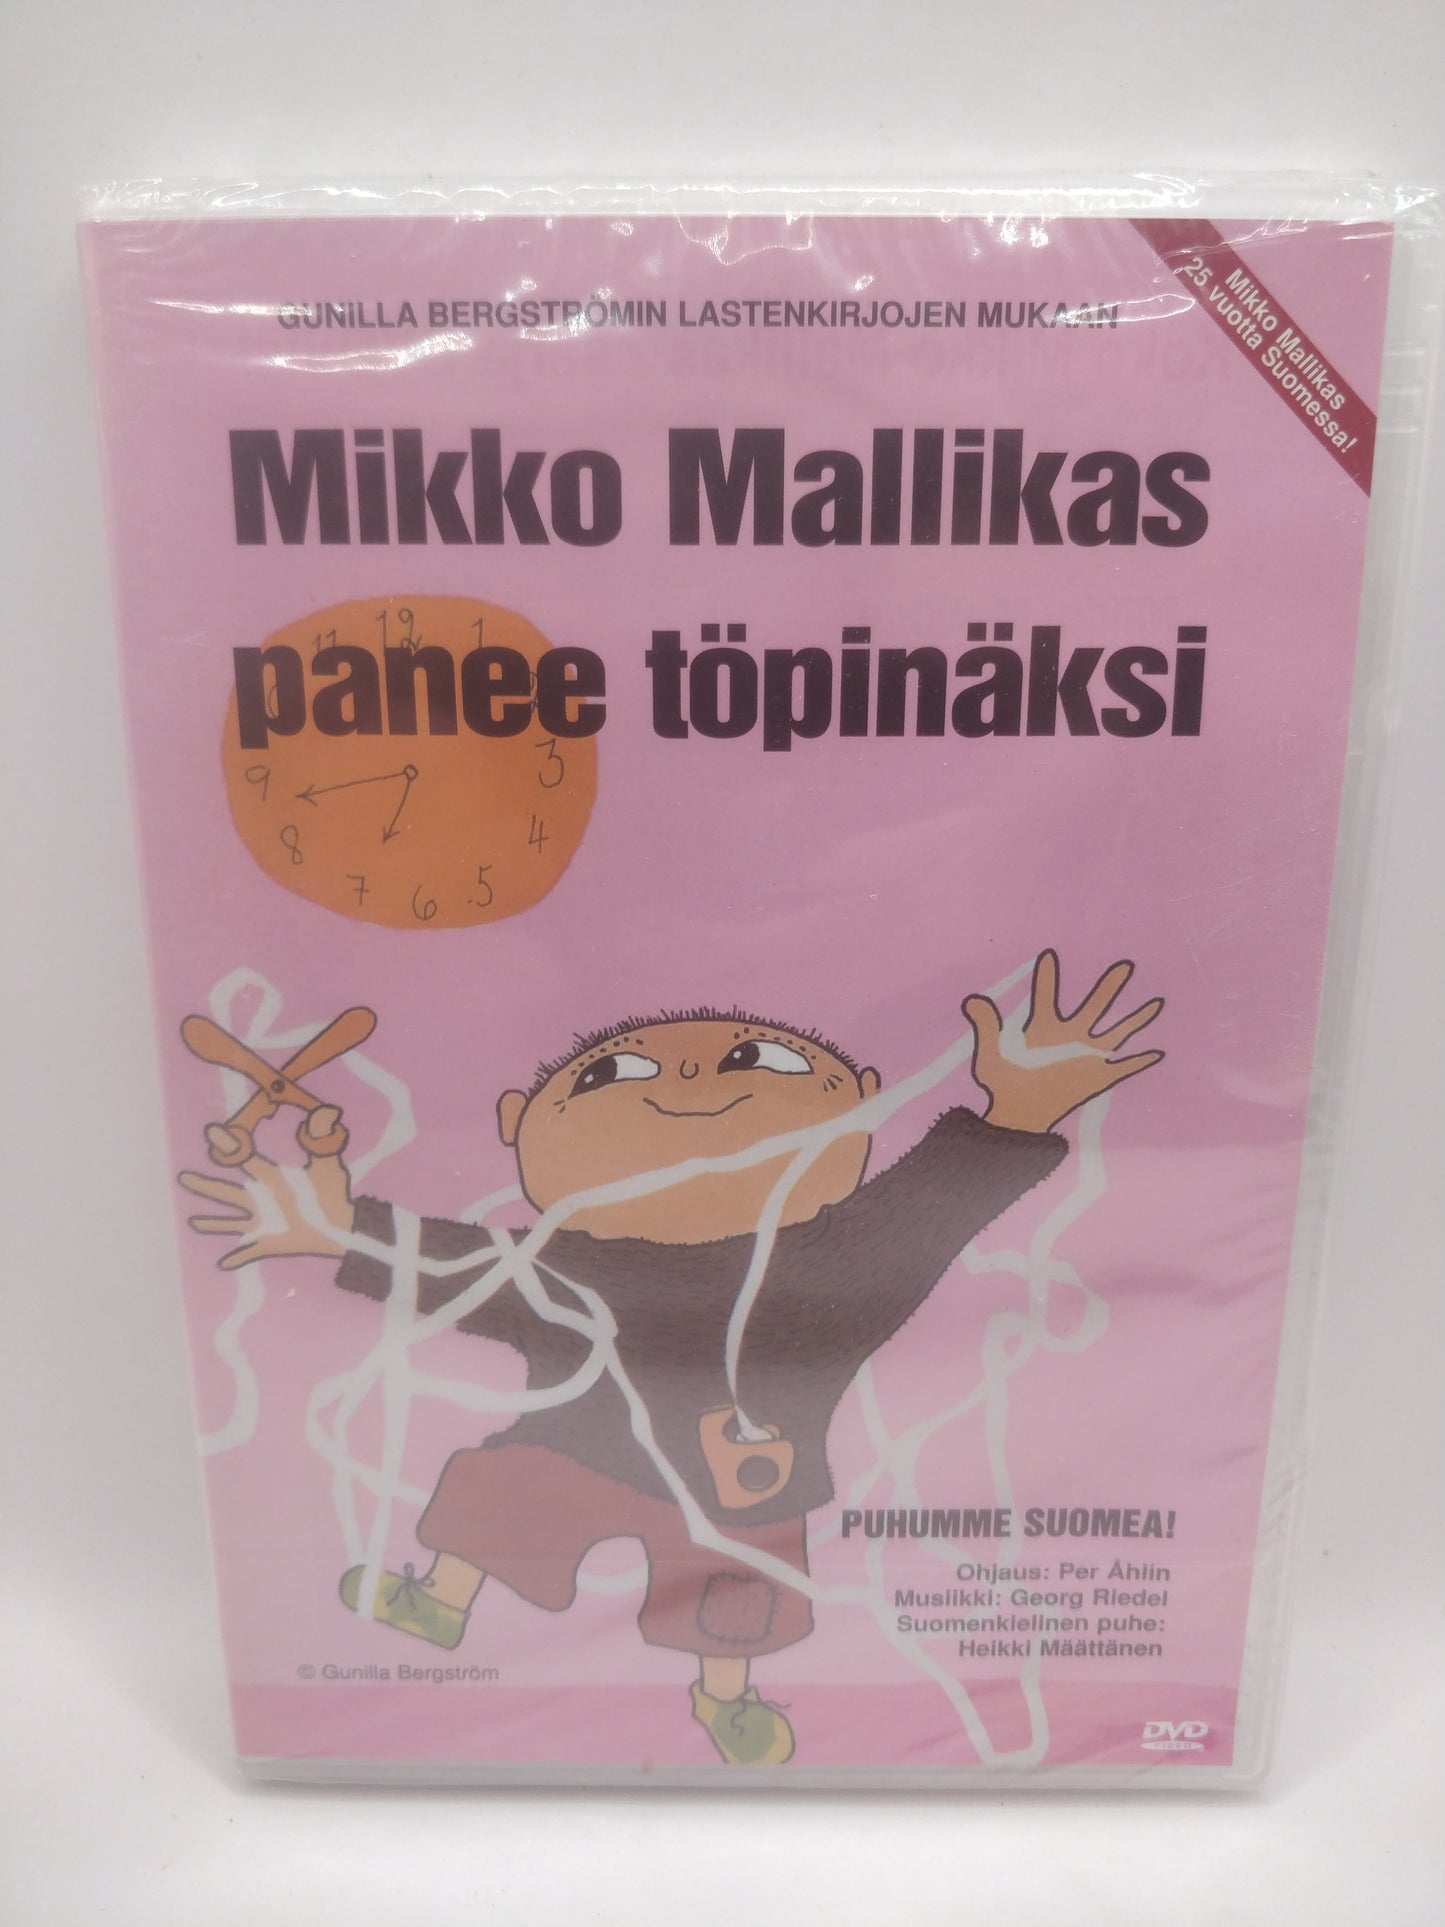 Mikko Mallikas
25 vuotta Suomessa!
GUNILLA BERGSTRÖMIN LASTENKIRJOJEN MUKAAN
Mikko Mallikas
panee töpinäksi
11 12 1
3
9
4
8
7 6 5
PUHUMME SUOMEA!
Ohjaus: Per Åhlin
Musiikki: Georg Riedel
Suomenkielinen puhe:
Heikki Määttänen
© Gunilla Bergström
DVD
VIDEO